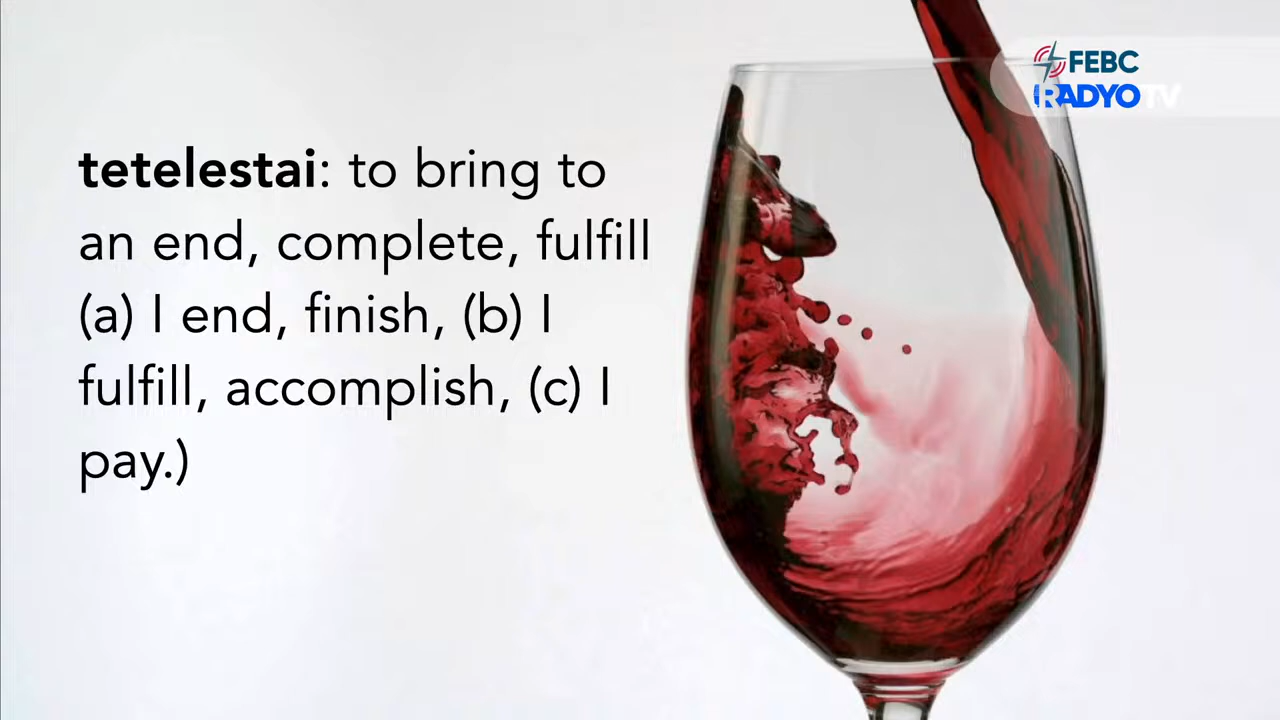 FEBC
RADYO TV
tetelestai: to bring to
an end, complete, fulfill
(a) I end, finish, (b) I
fulfill, accomplish, (c) I
pay.)